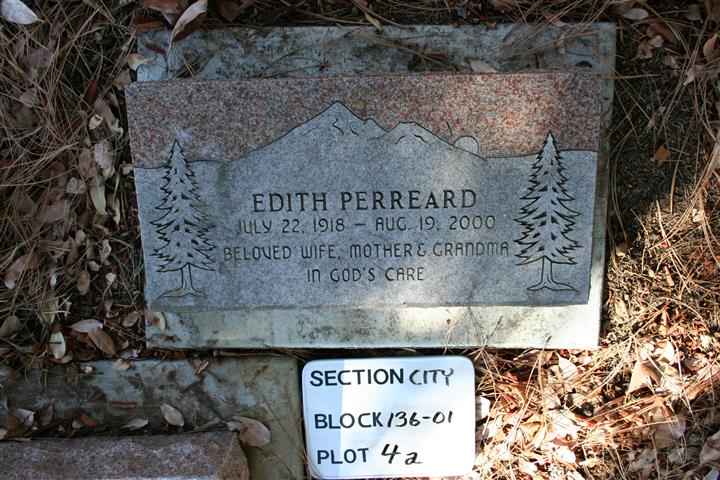 EDITH PERREARD
JULY 22, 1918 – AUG. 19, 2000
BELOVED WIFE, MOTHER & GRANDMA
IN GOD'S CARE
SECTION CITY
BLOCK 136-01
PLOT 4a